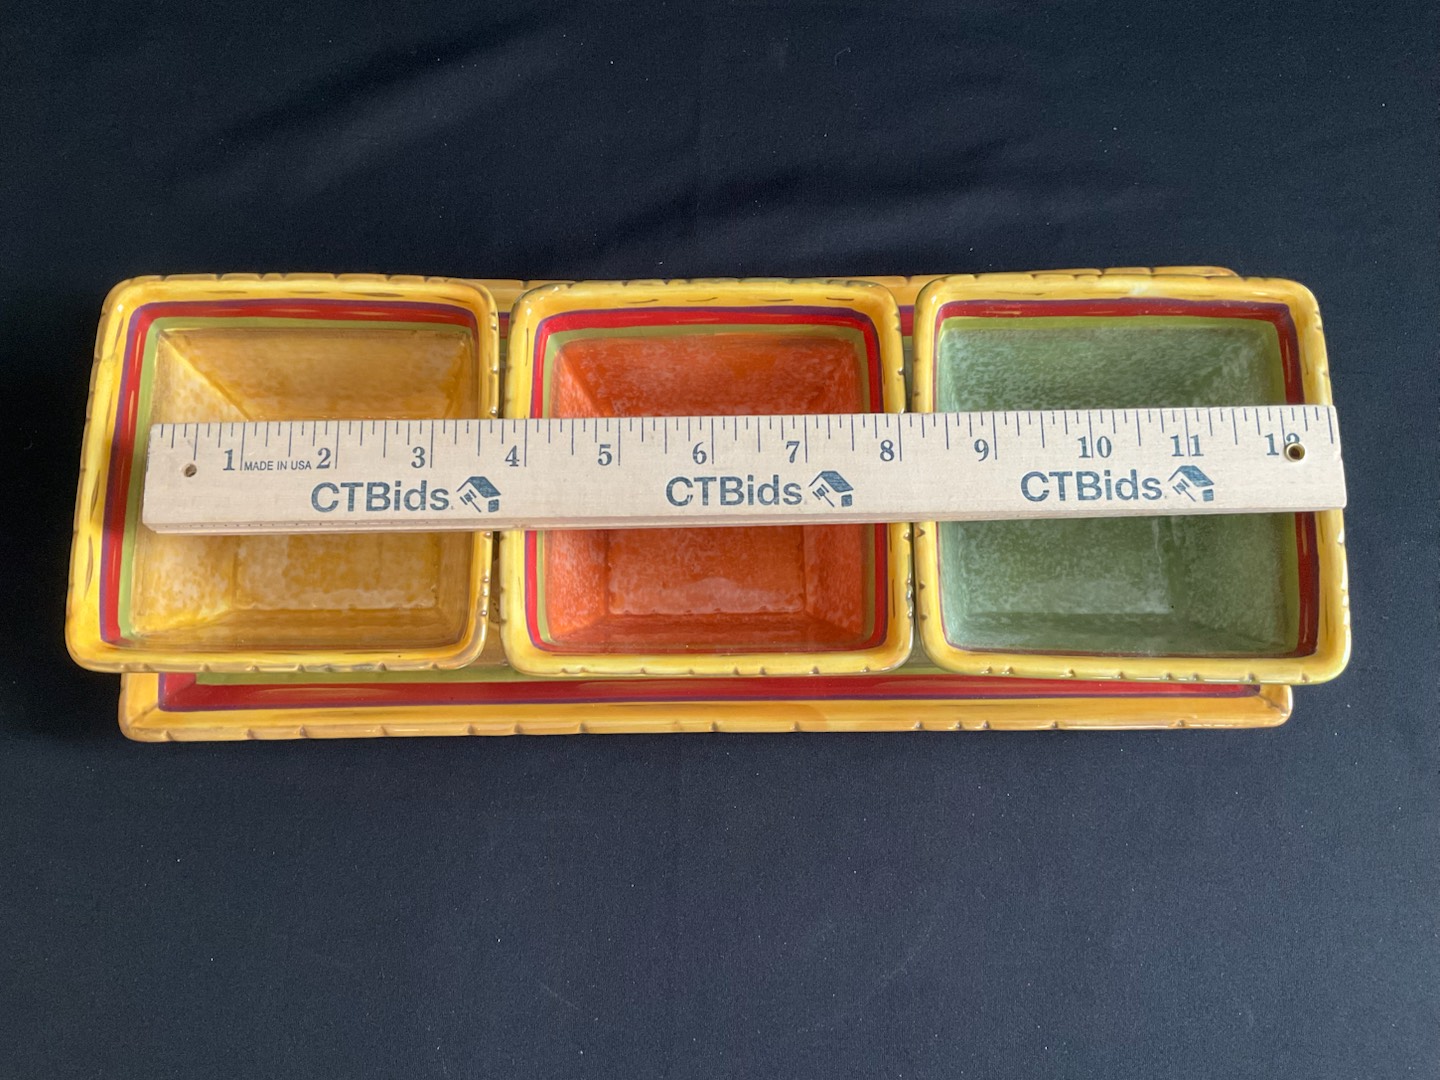 1 2 3 4 5 6 7 8 9 10 11 12
MADE IN USA
CTBids CTBids CTBids